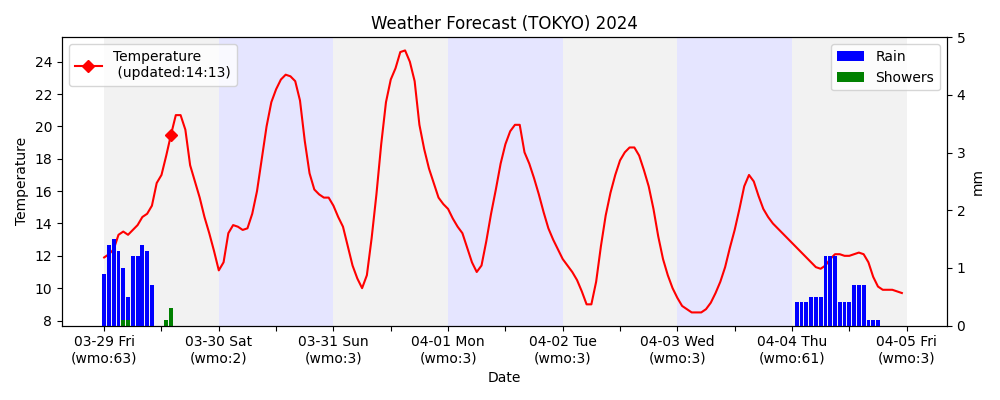 Weather Forecast (TOKYO) 2024
Temperature
(updated:14:13)
Rain
Showers
Temperature
24
22
20
18
16
14
12
10
8
5
4
3
2
1
0
mm
03-29 Fri
(wmo:63)
03-30 Sat
(wmo:2)
03-31 Sun
(wmo:3)
04-01 Mon
(wmo:3)
04-02 Tue
(wmo:3)
04-03 Wed
(wmo:3)
04-04 Thu
(wmo:61)
04-05 Fri
(wmo:3)
Date